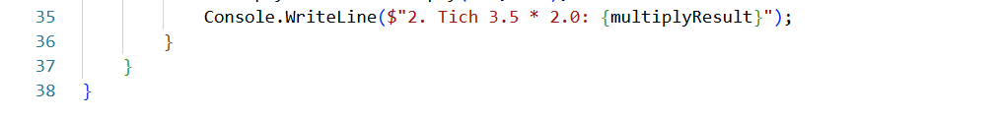 35 Console.WriteLine($"2. Tich 3.5 * 2.0: {multiplyResult}");
36 }
37 }
38 }